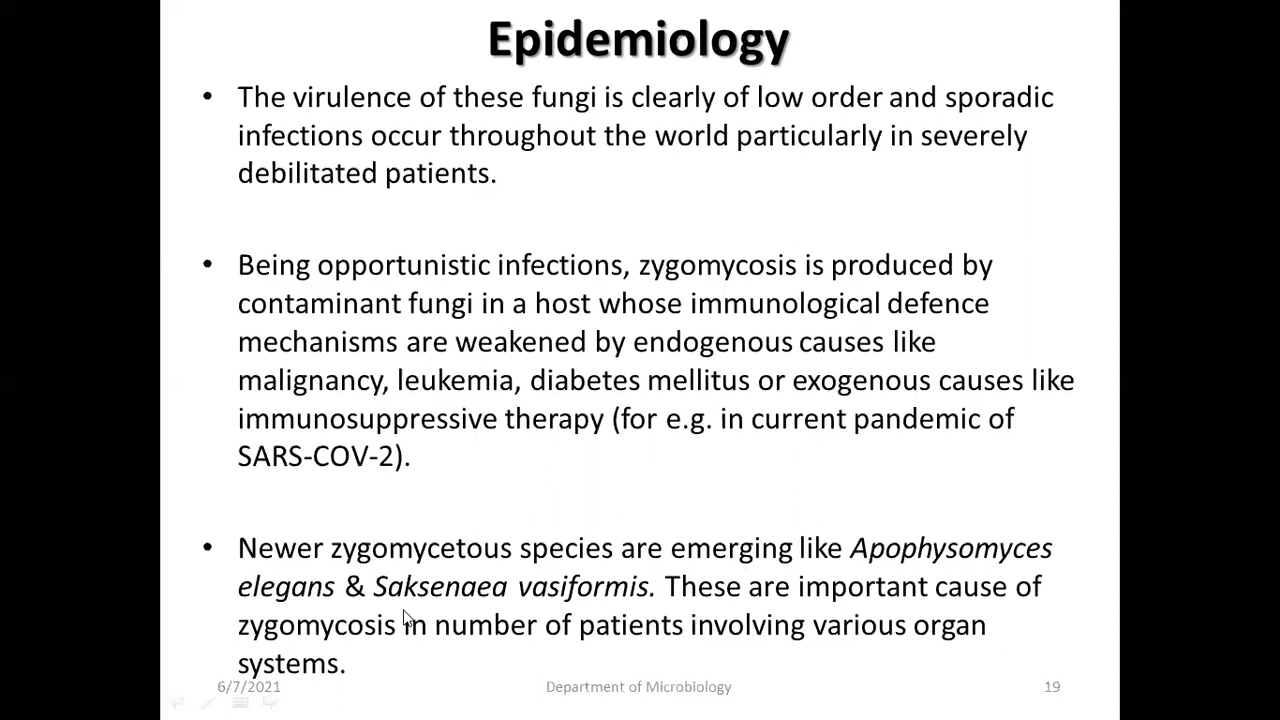 Epidemiology
• The virulence of these fungi is clearly of low order and sporadic
infections occur throughout the world particularly in severely
debilitated patients.
• Being opportunistic infections, zygomycosis is produced by
contaminant fungi in a host whose immunological defence
mechanisms are weakened by endogenous causes like
malignancy, leukemia, diabetes mellitus or exogenous causes like
immunosuppressive therapy (for e.g. in current pandemic of
SARS-COV-2).
• Newer zygomycetous species are emerging like Apophysomyces
elegans & Saksenaea vasiformis. These are important cause of
zygomycosis in number of patients involving various organ
systems.
6/7/2021 Department of Microbiology 19